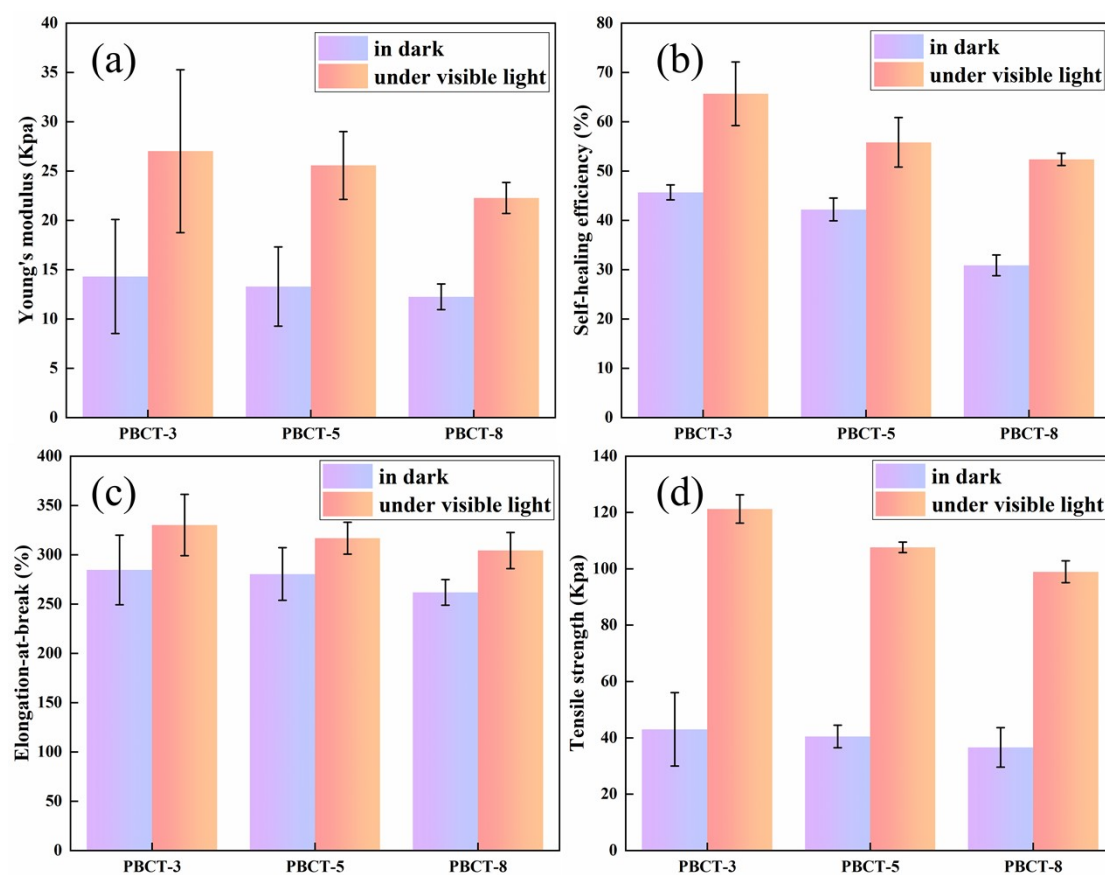 (a)
in dark
under visible light
Young's modulus (Kpa)
40
35
30
25
20
15
10
5
0
PBCT-3 PBCT-5 PBCT-8
(b)
in dark
under visible light
Self-healing efficiency (%)
80
70
60
50
40
30
20
10
0
PBCT-3 PBCT-5 PBCT-8
(c)
in dark
under visible light
Elongation-at-break (%)
400
350
300
250
200
150
100
50
0
PBCT-3 PBCT-5 PBCT-8
(d)
in dark
under visible light
Tensile strength (Kpa)
140
120
100
80
60
40
20
0
PBCT-3 PBCT-5 PBCT-8